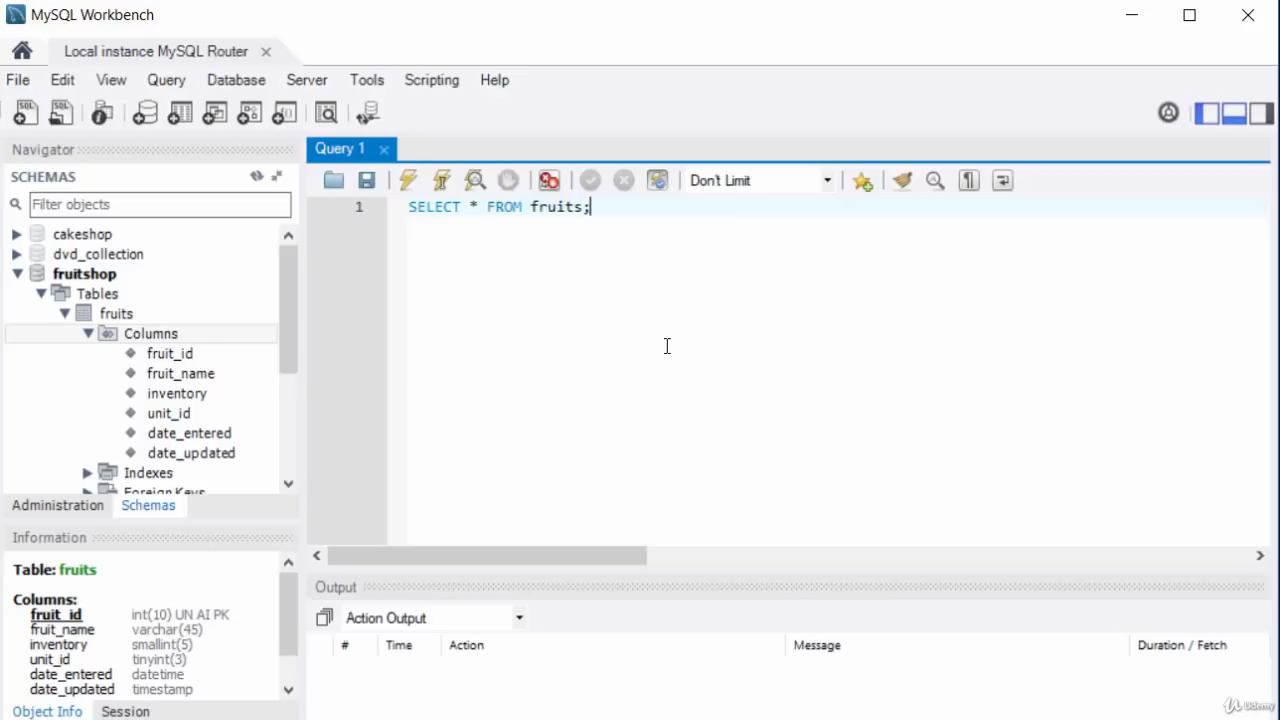 MySQL Workbench
Local instance MySQL Router
File Edit View Query Database Server Tools Scripting Help
Navigator
SCHEMAS
Filter objects
cakeshop
dvd_collection
fruitshop
Tables
fruits
Columns
fruit_id
fruit_name
inventory
unit_id
date_entered
date_updated
Indexes
Foreign Keys
Administration Schemas
Information
Table: fruits
Columns:
fruit_id int(10) UN AI PK
fruit_name varchar(45)
inventory smallint(5)
unit_id tinyint(3)
date_entered datetime
date_updated timestamp
Object Info Session
Query 1
Don't Limit
1 SELECT * FROM fruits;
Output
Action Output
# Time Action Message Duration / Fetch
Udemy